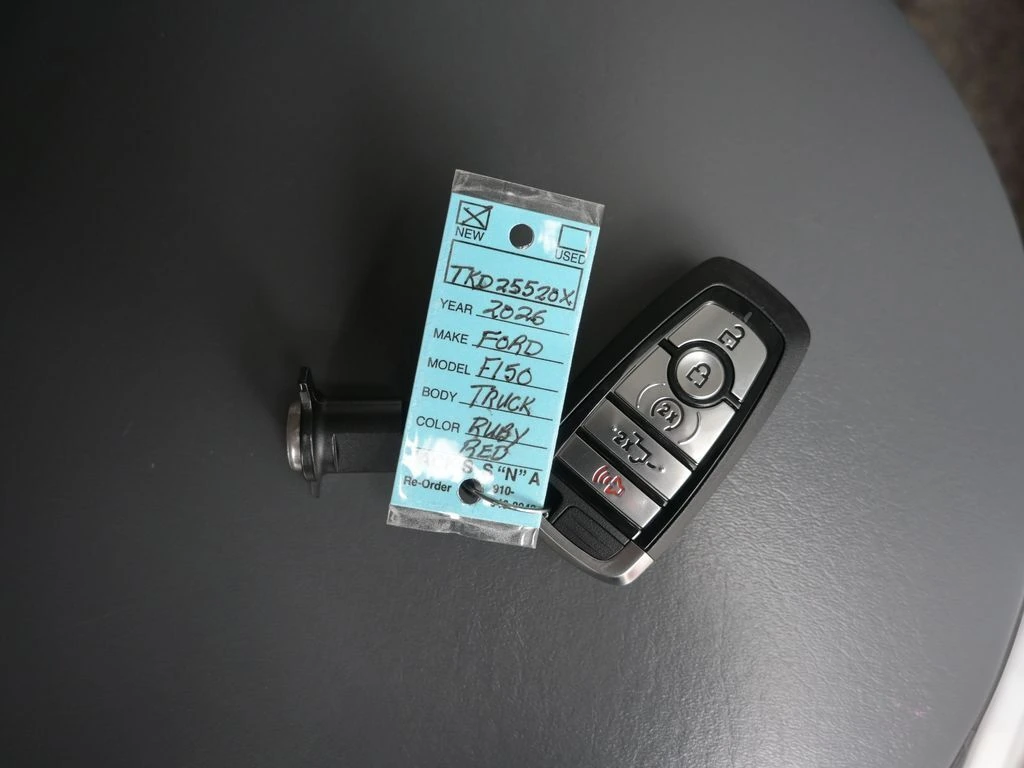 NEW
USED
TKD25520X
YEAR 2026
MAKE FORD
MODEL F150
BODY TRUCK
COLOR RUBY
RED
S "N" A
Re-Order 910-
2X
2X